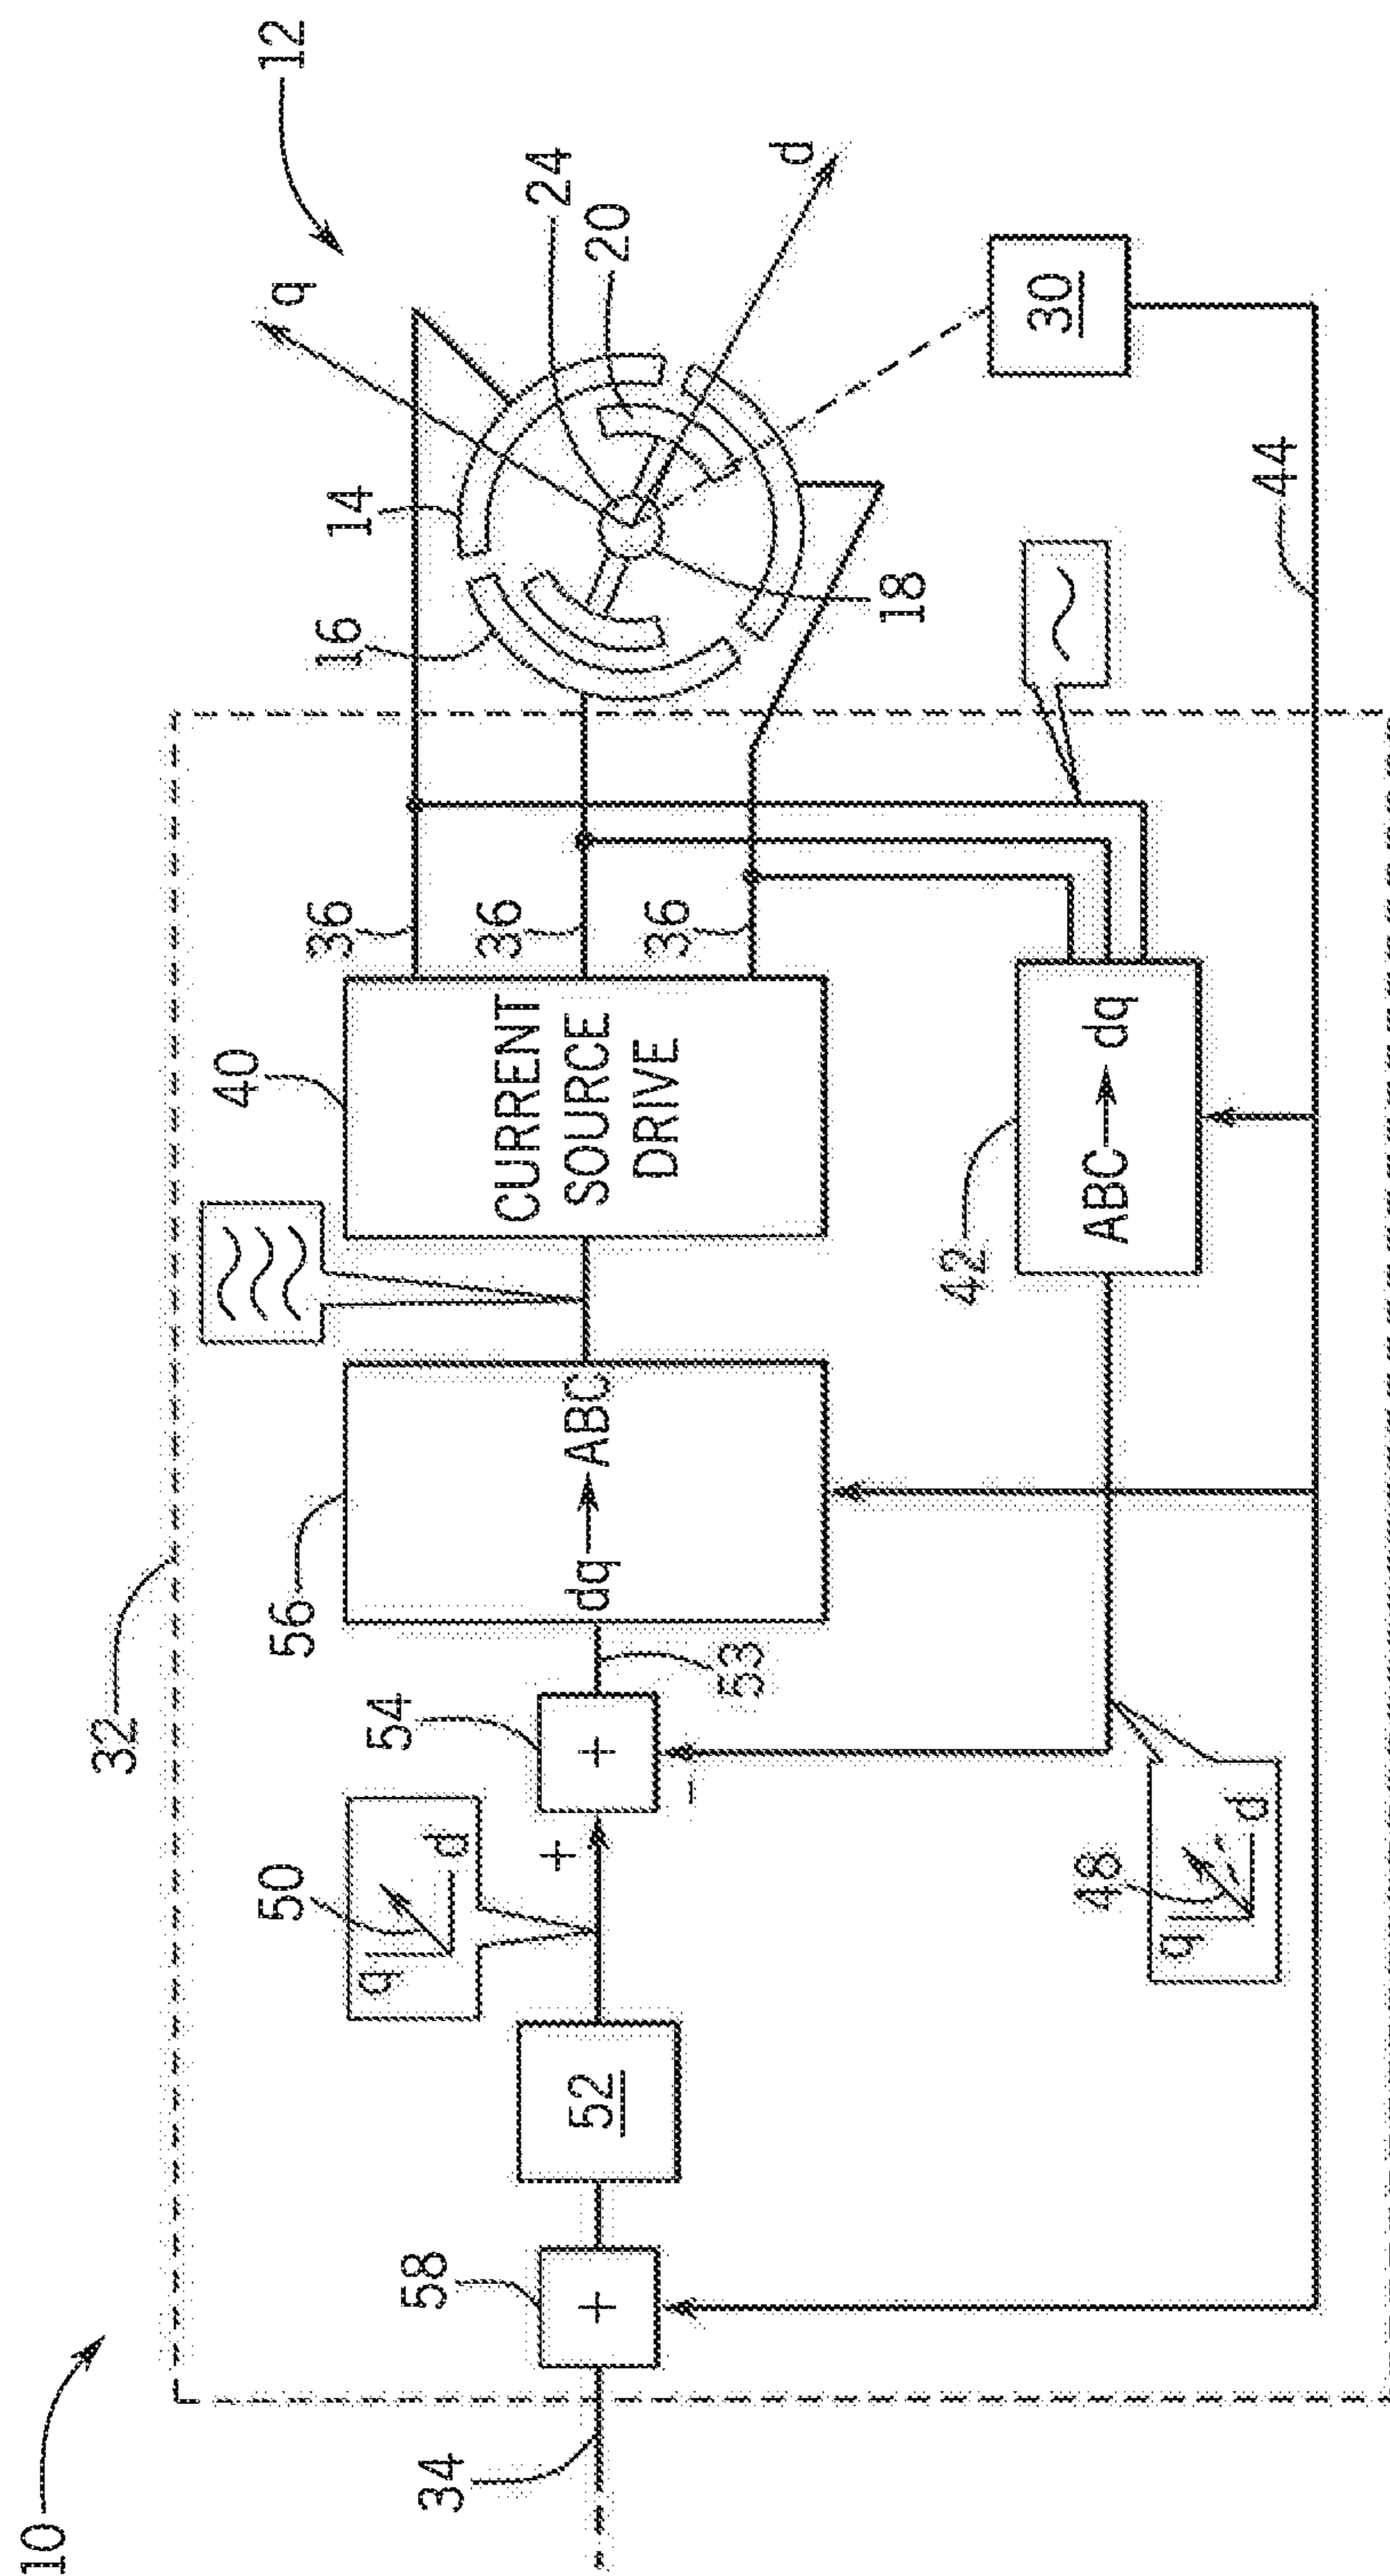 10
12
32
q
d
14
16
24
20
18
30
36
36
36
40
CURRENT
SOURCE
DRIVE
56
dq → ABC
53
54
+
+
-
50
q
d
52
58
+
34
42
ABC → dq
44
48
q
d